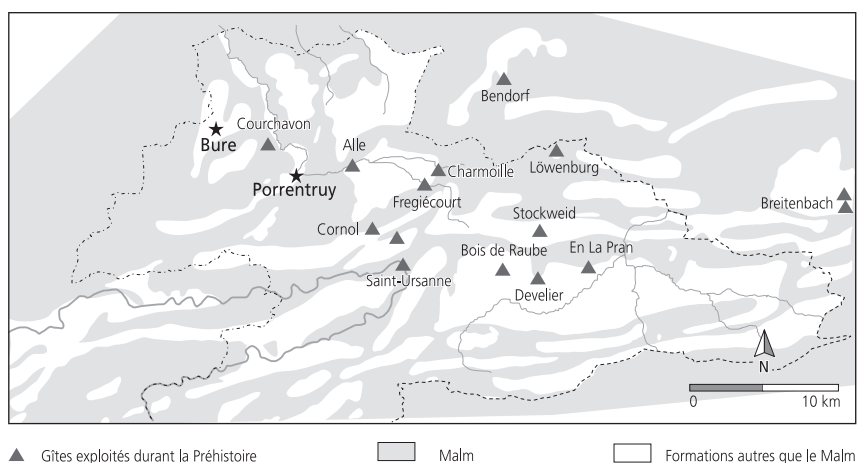 Bendorf
Courchavon
Bure
Alle
Löwenburg
Charmoille
Porrentruy
Fregiécourt
Breitenbach
Stockweid
Cornol
Bois de Raube
En La Pran
Saint-Ursanne
Develier
N
0 10 km
Gîtes exploités durant la Préhistoire Malm Formations autres que le Malm